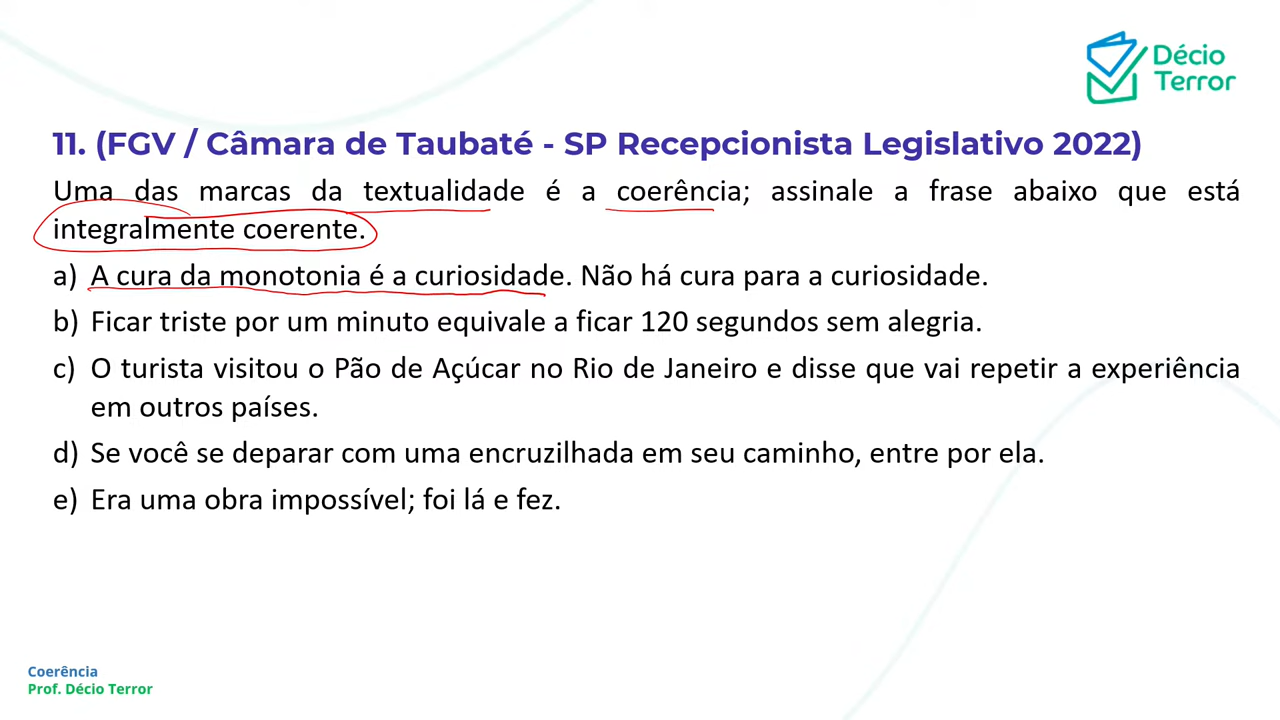 Décio
Terror
11. (FGV / Câmara de Taubaté - SP Recepcionista Legislativo 2022)
Uma das marcas da textualidade é a coerência; assinale a frase abaixo que está
integralmente coerente.
a) A cura da monotonia é a curiosidade. Não há cura para a curiosidade.
b) Ficar triste por um minuto equivale a ficar 120 segundos sem alegria.
c) O turista visitou o Pão de Açúcar no Rio de Janeiro e disse que vai repetir a experiência
em outros países.
d) Se você se deparar com uma encruzilhada em seu caminho, entre por ela.
e) Era uma obra impossível; foi lá e fez.
Coerência
Prof. Décio Terror